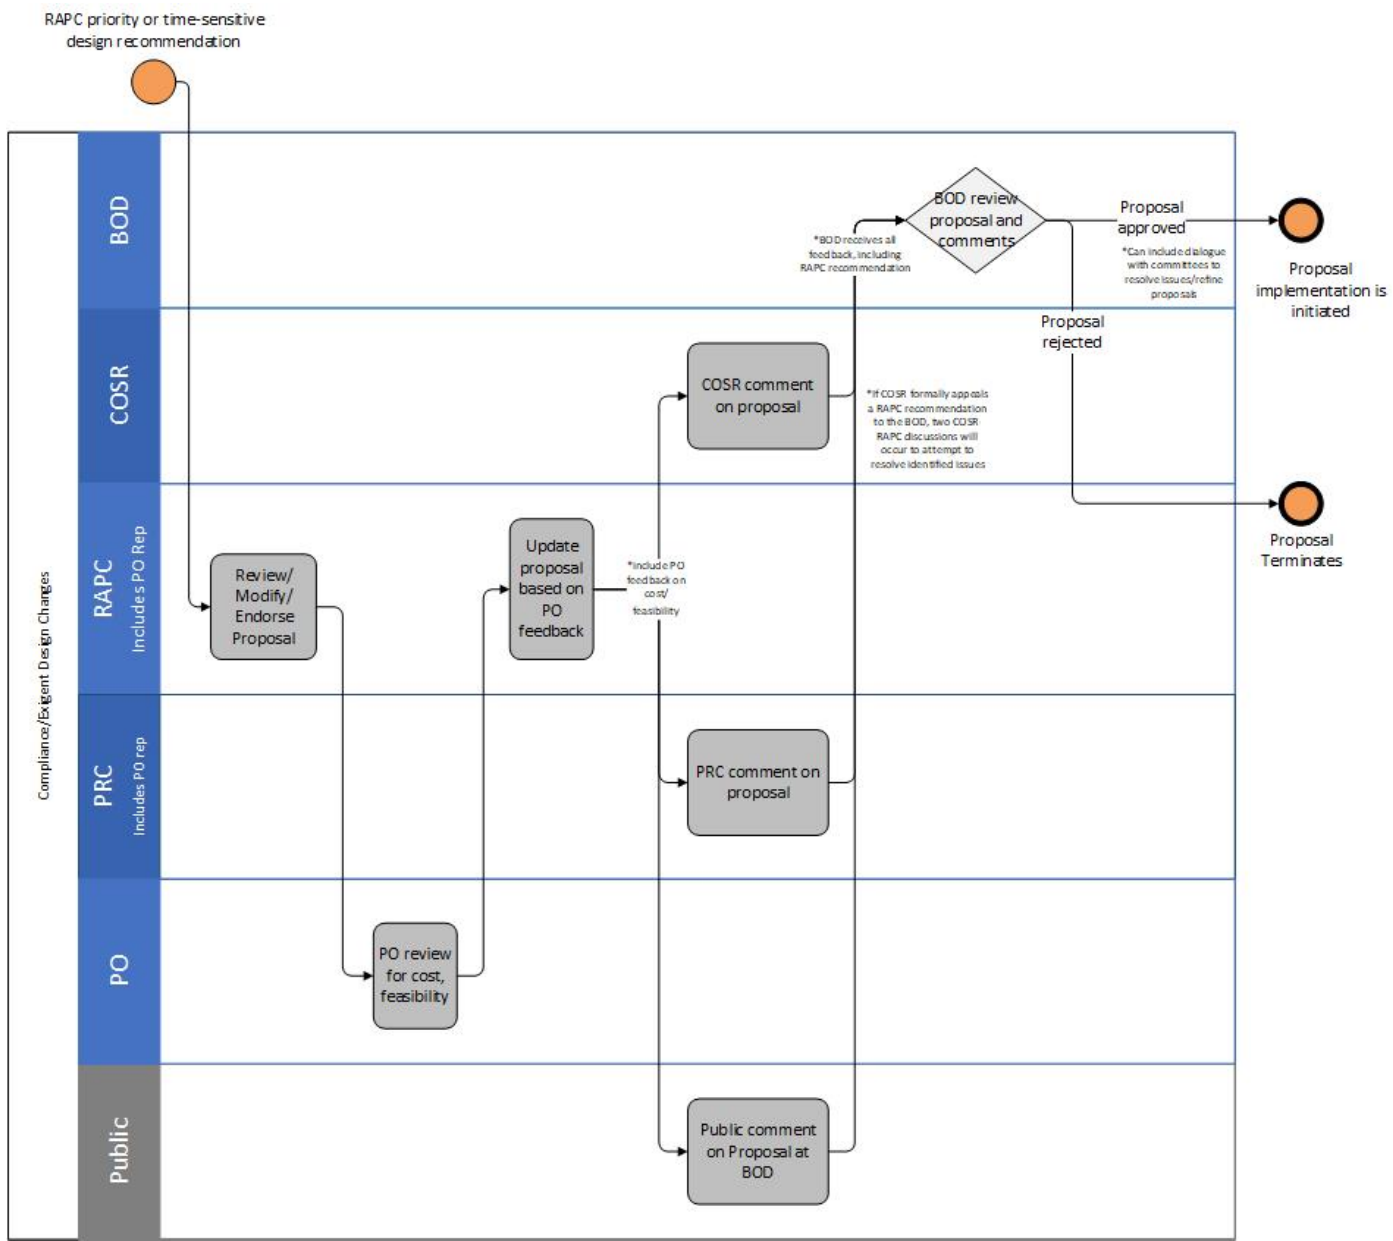 RAPC priority or time-sensitive
design recommendation
Compliance/Exigent Design Changes
BOD
BOD review
proposal and
comments
*BOD receives all
feedback, including
RAPC recommendation
Proposal
approved
*Can include dialogue
with committees to
resolve issues/refine
proposals
Proposal
implementation is
initiated
Proposal
rejected
COSR
COSR comment
on proposal
*If COSR formally appeals
a RAPC recommendation
to the BOD, two COSR
RAPC discussions will
occur to attempt to
resolve identified issues
Proposal
Terminates
RAPC
Includes PO Rep
Review/
Modify/
Endorse
Proposal
Update
proposal
based on
PO
feedback
*Include PO
feedback on
cost/
feasibility
PRC
Includes PO rep
PRC comment on
proposal
PO
PO review
for cost,
feasibility
Public
Public comment
on Proposal at
BOD